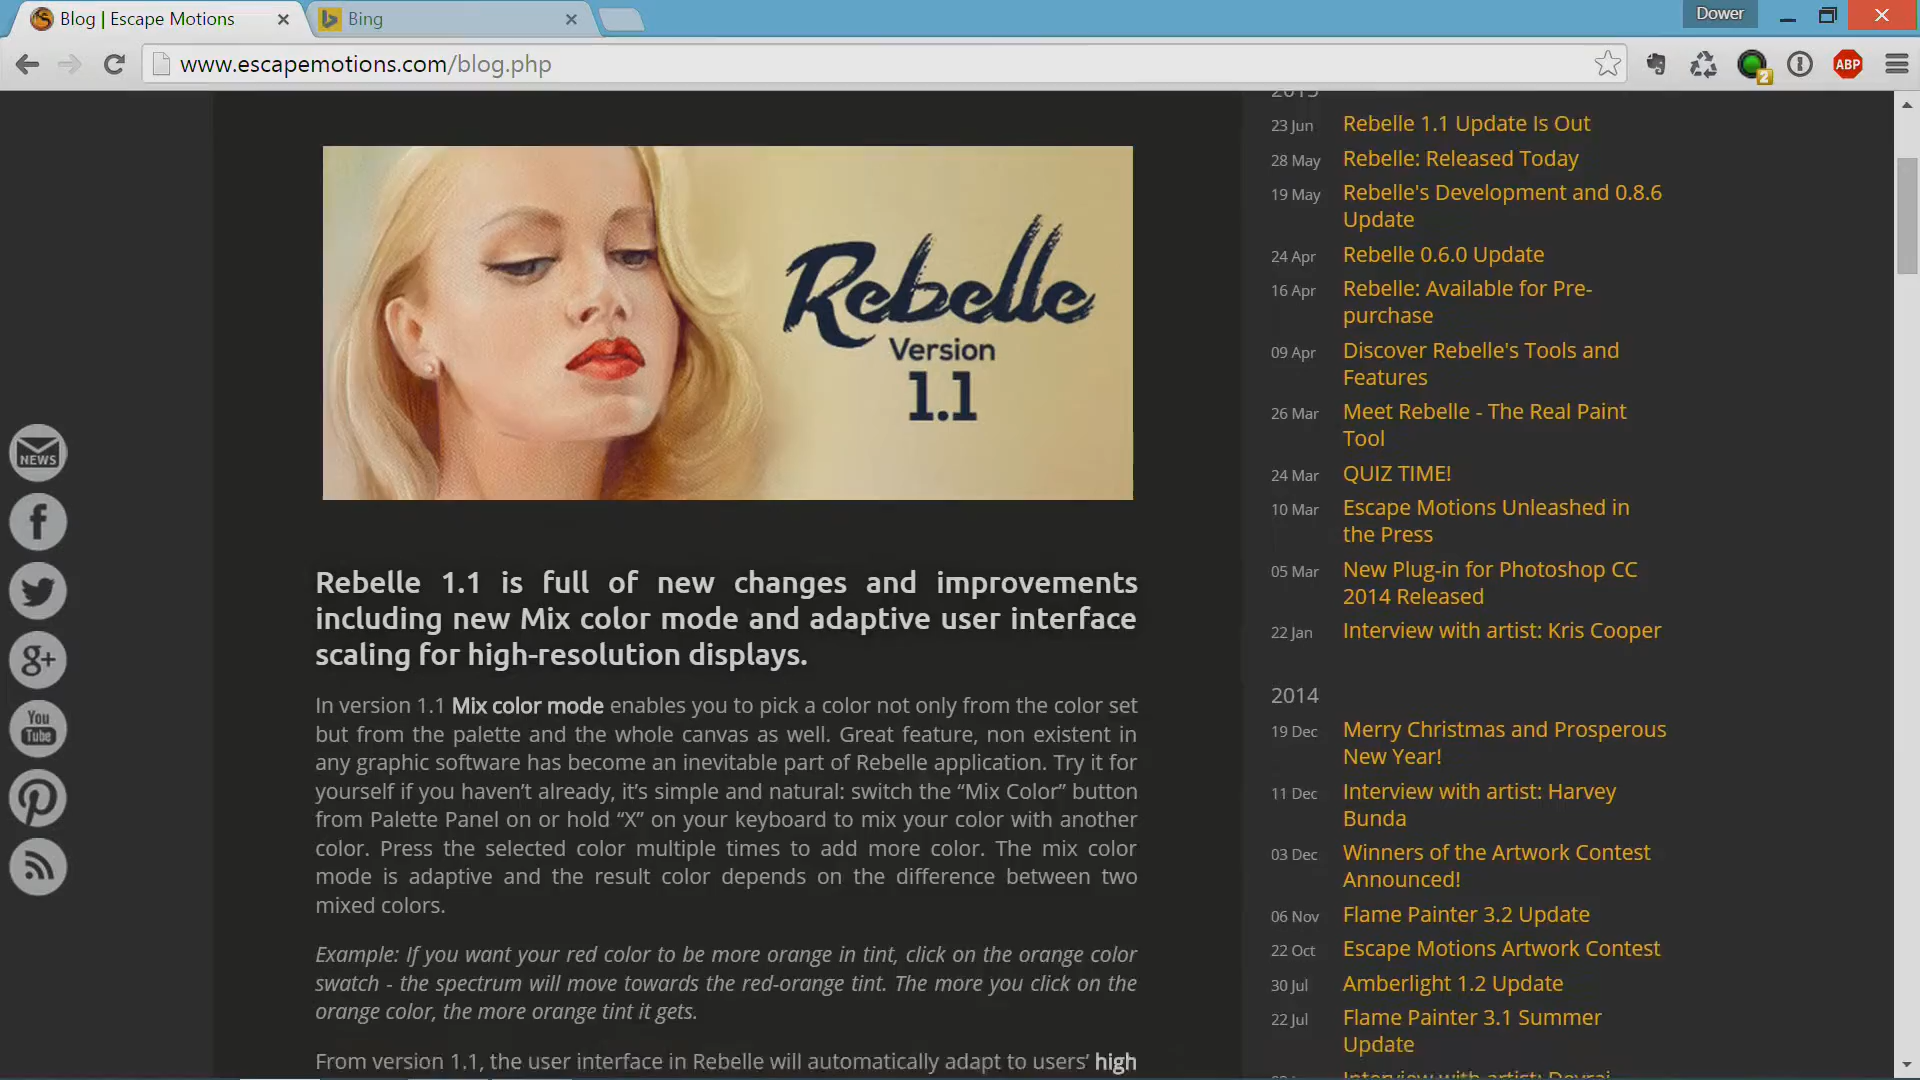 Blog | Escape Motions
Bing
Dower
www.escapemotions.com/blog.php
2
ABP
NEWS
You
Tube
Rebelle
Version
1.1
Rebelle 1.1 is full of new changes and improvements
including new Mix color mode and adaptive user interface
scaling for high-resolution displays.
In version 1.1 Mix color mode enables you to pick a color not only from the color set
but from the palette and the whole canvas as well. Great feature, non existent in
any graphic software has become an inevitable part of Rebelle application. Try it for
yourself if you haven’t already, it’s simple and natural: switch the “Mix Color” button
from Palette Panel on or hold “X” on your keyboard to mix your color with another
color. Press the selected color multiple times to add more color. The mix color
mode is adaptive and the result color depends on the difference between two
mixed colors.
Example: If you want your red color to be more orange in tint, click on the orange color
swatch - the spectrum will move towards the red-orange tint. The more you click on the
orange color, the more orange tint it gets.
From version 1.1, the user interface in Rebelle will automatically adapt to users’ high
2015
23 Jun Rebelle 1.1 Update Is Out
28 May Rebelle: Released Today
19 May Rebelle's Development and 0.8.6
Update
24 Apr Rebelle 0.6.0 Update
16 Apr Rebelle: Available for Pre-
purchase
09 Apr Discover Rebelle's Tools and
Features
26 Mar Meet Rebelle - The Real Paint
Tool
24 Mar QUIZ TIME!
10 Mar Escape Motions Unleashed in
the Press
05 Mar New Plug-in for Photoshop CC
2014 Released
22 Jan Interview with artist: Kris Cooper
2014
19 Dec Merry Christmas and Prosperous
New Year!
11 Dec Interview with artist: Harvey
Bunda
03 Dec Winners of the Artwork Contest
Announced!
06 Nov Flame Painter 3.2 Update
22 Oct Escape Motions Artwork Contest
30 Jul Amberlight 1.2 Update
22 Jul Flame Painter 3.1 Summer
Update
Interview with artist: